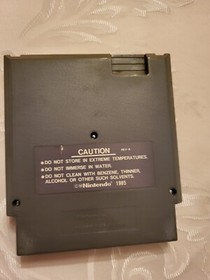 CAUTION
•DO NOT STORE IN EXTREME TEMPERATURES.
•DO NOT IMMERSE IN WATER.
•DO NOT CLEAN WITH BENZENE, THINNER,
ALCOHOL OR OTHER SUCH SOLVENTS.
©Nintendo 1985